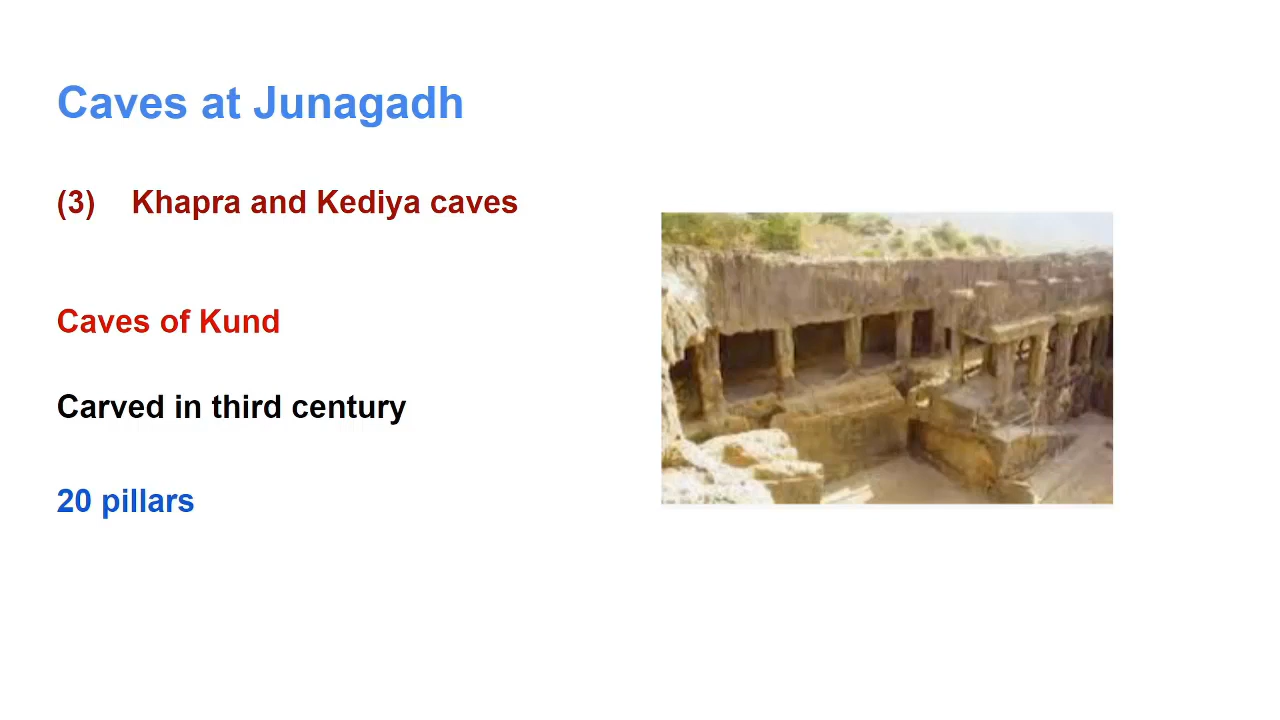 Caves at Junagadh
(3) Khapra and Kediya caves
Caves of Kund
Carved in third century
20 pillars